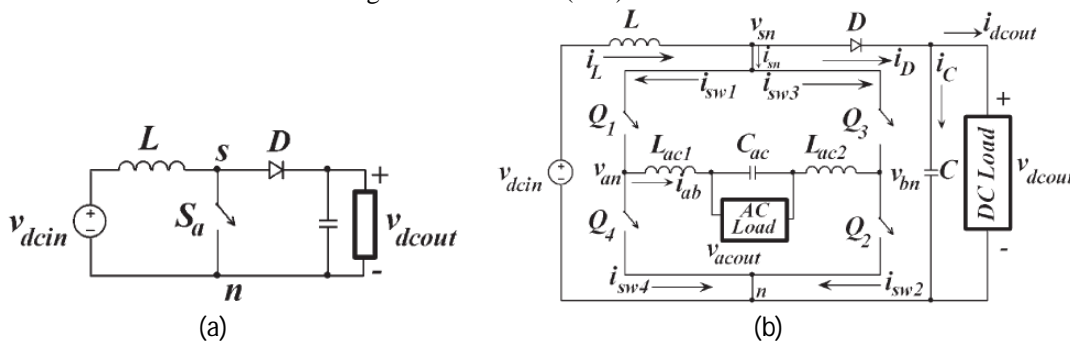 L
D
s
S_a
v_dcin
+
-
v_dcout
+
-
n
(a)
L
v_sn
D
i_dcout
i_L
i_sn
i_D
i_C
i_sw1
i_sw3
Q_1
Q_3
+
L_ac1
C_ac
L_ac2
v_dcin
+
-
v_an
i_ab
v_bn
C
DC Load
v_dcout
AC
Load
Q_4
Q_2
v_acout
-
i_sw4
n
i_sw2
(b)